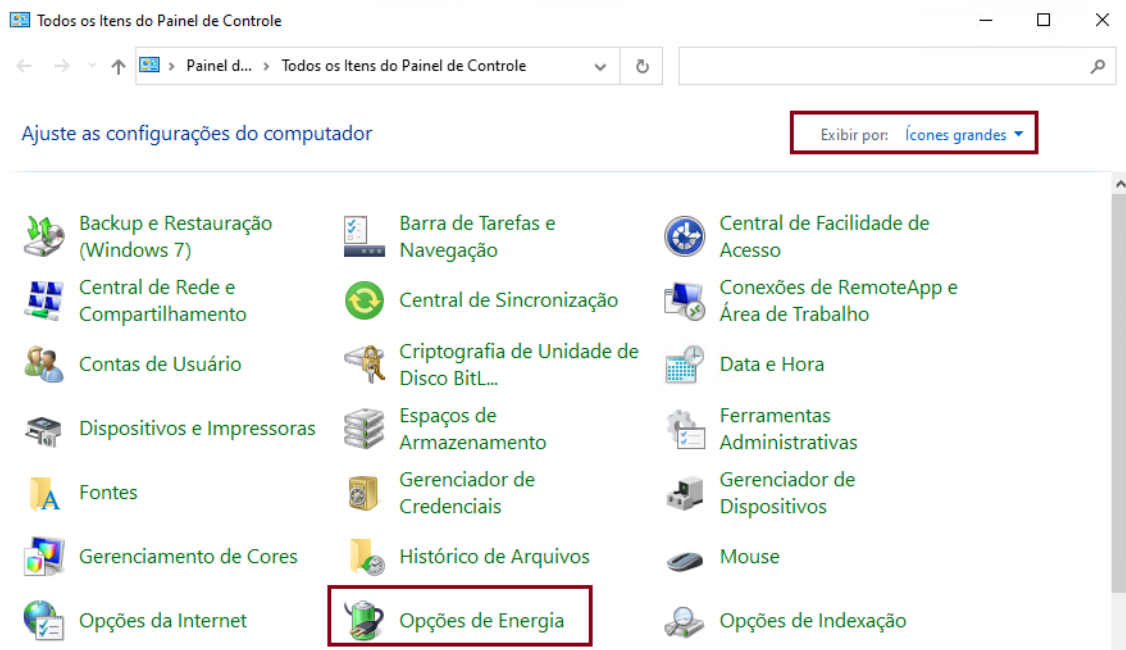 Todos os Itens do Painel de Controle
Painel d... > Todos os Itens do Painel de Controle
Ajuste as configurações do computador
Exibir por: Ícones grandes
Backup e Restauração
(Windows 7)
Barra de Tarefas e
Navegação
Central de Facilidade de
Acesso
Central de Rede e
Compartilhamento
Central de Sincronização
Conexões de RemoteApp e
Área de Trabalho
Contas de Usuário
Criptografia de Unidade de
Disco BitL...
Data e Hora
Dispositivos e Impressoras
Espaços de
Armazenamento
Ferramentas
Administrativas
Fontes
Gerenciador de
Credenciais
Gerenciador de
Dispositivos
Gerenciamento de Cores
Histórico de Arquivos
Mouse
Opções da Internet
Opções de Energia
Opções de Indexação